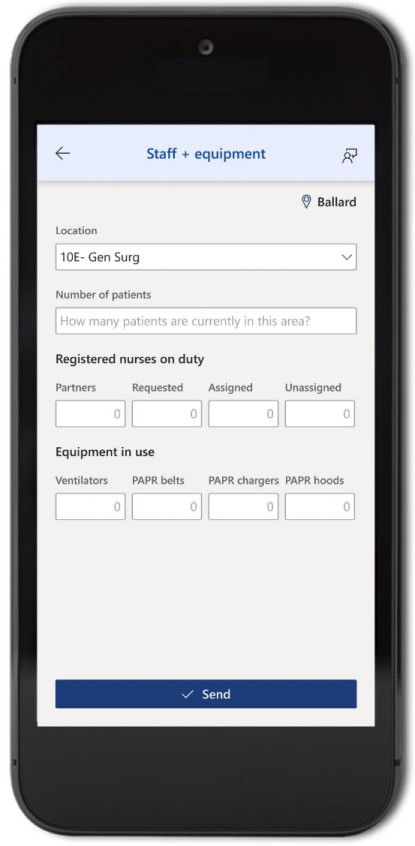 Staff + equipment
Ballard
Location
10E- Gen Surg
Number of patients
How many patients are currently in this area?
Registered nurses on duty
Partners Requested Assigned Unassigned
0 0 0 0
Equipment in use
Ventilators PAPR belts PAPR chargers PAPR hoods
0 0 0 0
Send